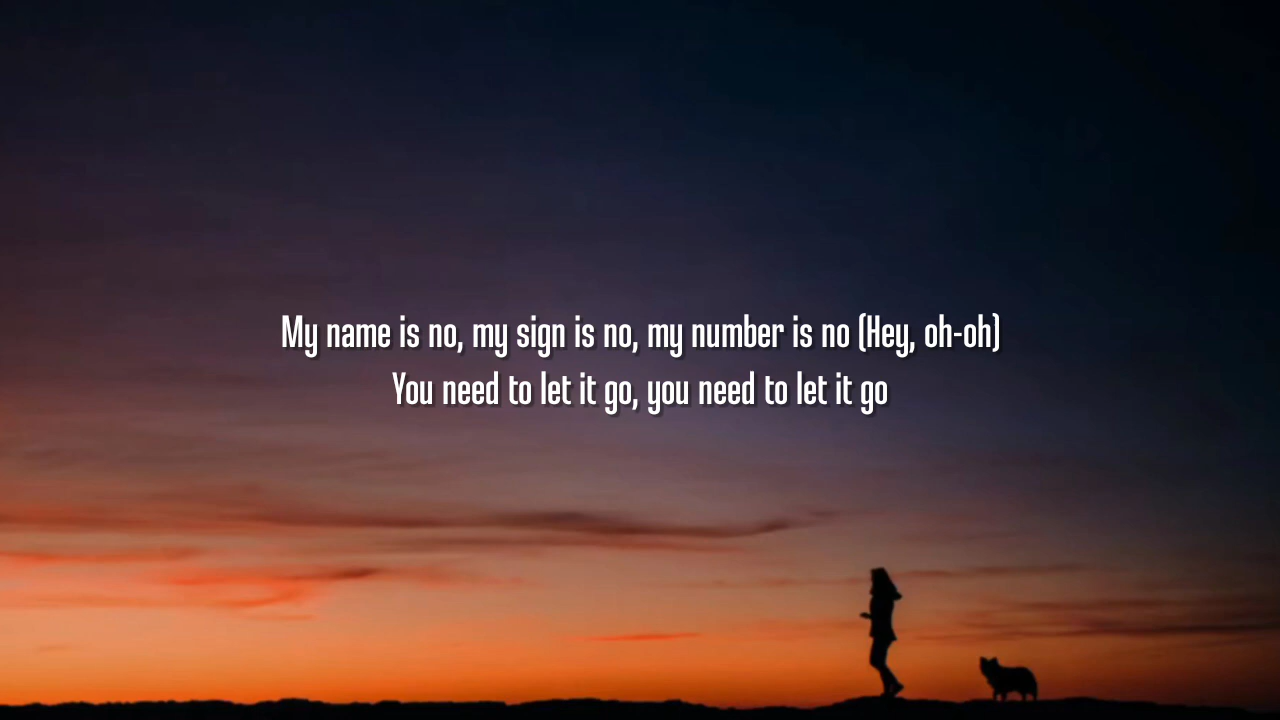 My name is no, my sign is no, my number is no (Hey, oh-oh)
You need to let it go, you need to let it go